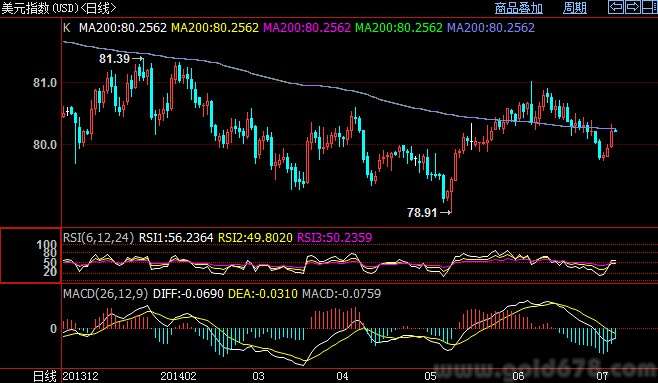 美元指数(USD)<日线> 商品叠加 周期
K MA200:80.2562 MA200:80.2562 MA200:80.2562 MA200:80.2562 MA200:80.2562
81.39
81.0
80.0
78.91
RSI(6,12,24) RSI1:56.2364 RSI2:49.8020 RSI3:50.2359
100
80
50
20
MACD(26,12,9) DIFF:-0.0690 DEA:-0.0310 MACD:-0.0759
0
www.gold678.com
日线 201312 201402 03 04 05 06 07